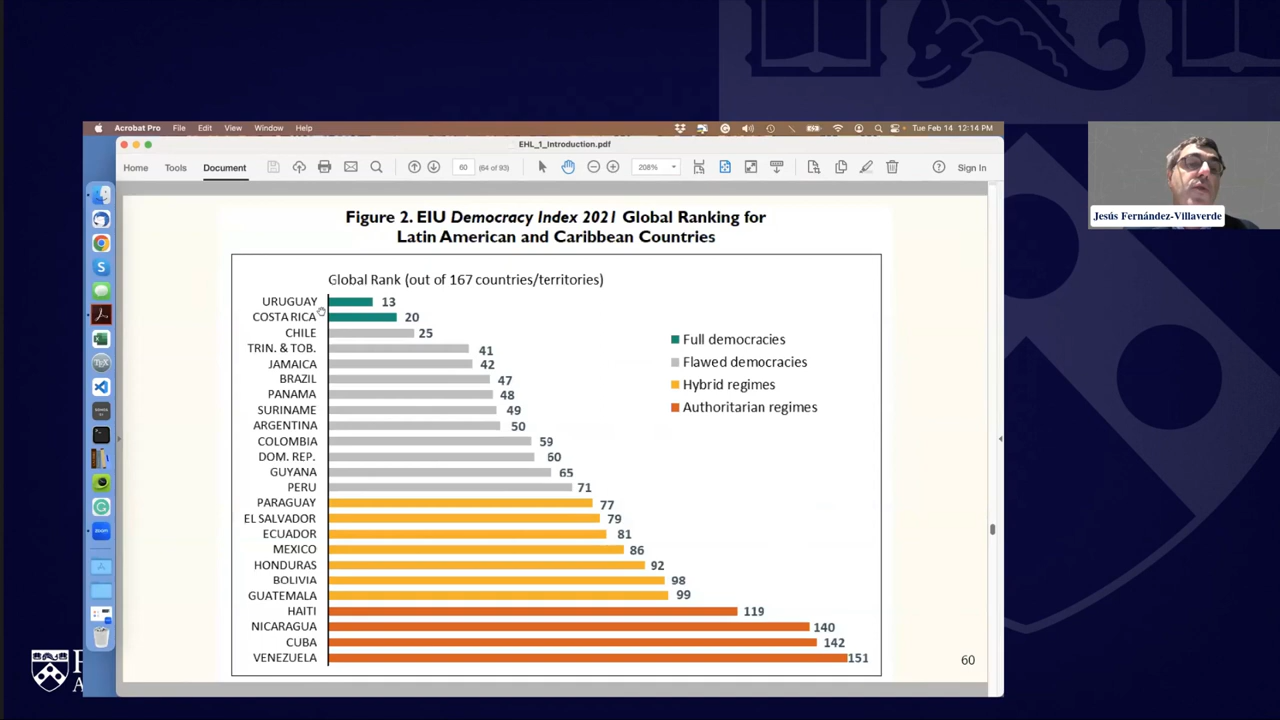 Acrobat Pro File Edit View Window Help Tue Feb 14 12:14 PM
EHL_1_Introduction.pdf
Home Tools Document 60 (64 of 93) 208% Sign In
Jesús Fernández-Villaverde
Figure 2. EIU Democracy Index 2021 Global Ranking for
Latin American and Caribbean Countries
Global Rank (out of 167 countries/territories)
URUGUAY 13
COSTA RICA 20
CHILE 25
TRIN. & TOB. 41
JAMAICA 42
BRAZIL 47
PANAMA 48
SURINAME 49
ARGENTINA 50
COLOMBIA 59
DOM. REP. 60
GUYANA 65
PERU 71
PARAGUAY 77
EL SALVADOR 79
ECUADOR 81
MEXICO 86
HONDURAS 92
BOLIVIA 98
GUATEMALA 99
HAITI 119
NICARAGUA 140
CUBA 142
VENEZUELA 151
Full democracies
Flawed democracies
Hybrid regimes
Authoritarian regimes
60